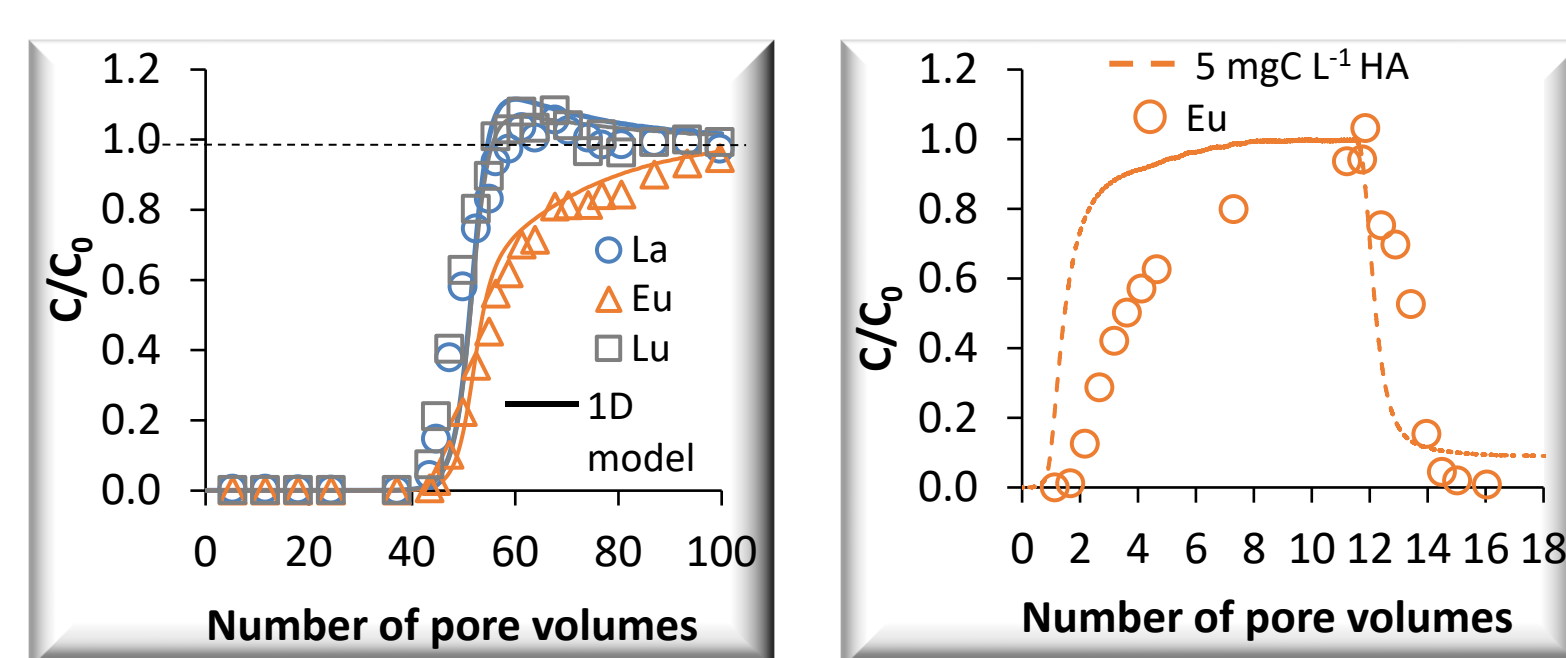 1.2
1.0
0.8
0.6
0.4
0.2
0.0
C/C₀
0 20 40 60 80 100
Number of pore volumes
La
Eu
Lu
1D
model
1.2
1.0
0.8
0.6
0.4
0.2
0.0
C/C₀
0 2 4 6 8 10 12 14 16 18
Number of pore volumes
5 mgC L⁻¹ HA
Eu